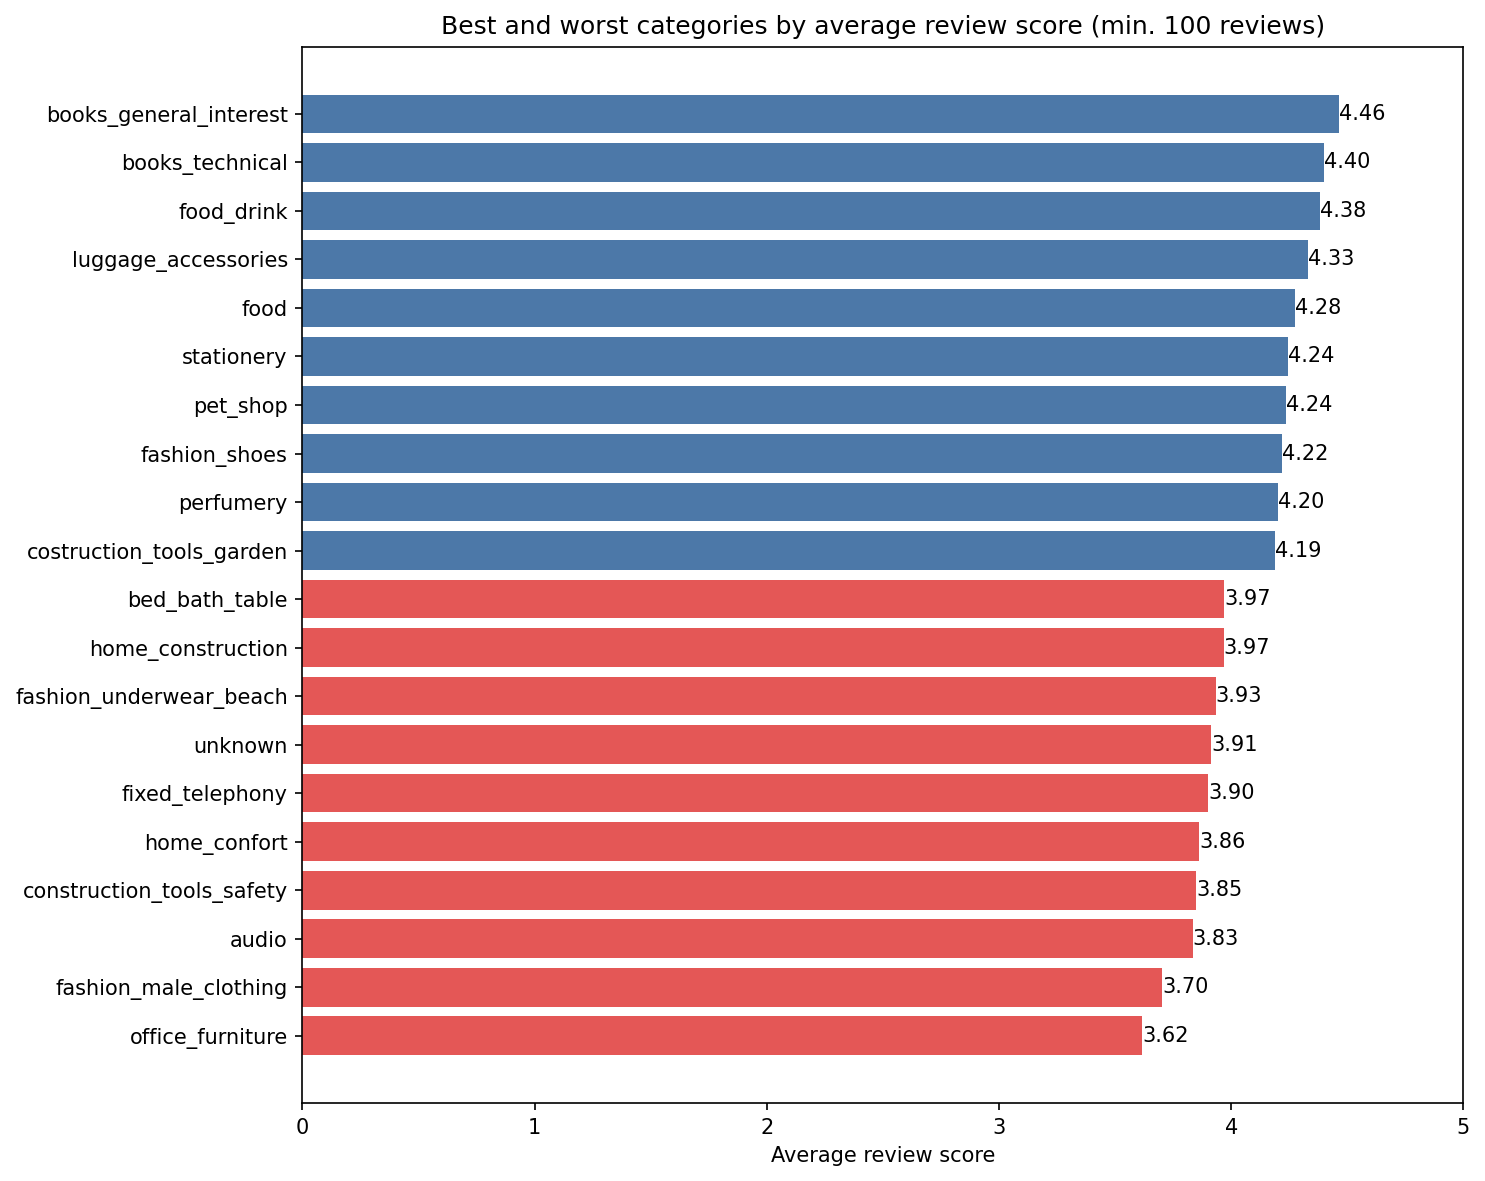 Best and worst categories by average review score (min. 100 reviews)
books_general_interest 4.46
books_technical 4.40
food_drink 4.38
luggage_accessories 4.33
food 4.28
stationery 4.24
pet_shop 4.24
fashion_shoes 4.22
perfumery 4.20
costruction_tools_garden 4.19
bed_bath_table 3.97
home_construction 3.97
fashion_underwear_beach 3.93
unknown 3.91
fixed_telephony 3.90
home_confort 3.86
construction_tools_safety 3.85
audio 3.83
fashion_male_clothing 3.70
office_furniture 3.62
0 1 2 3 4 5
Average review score